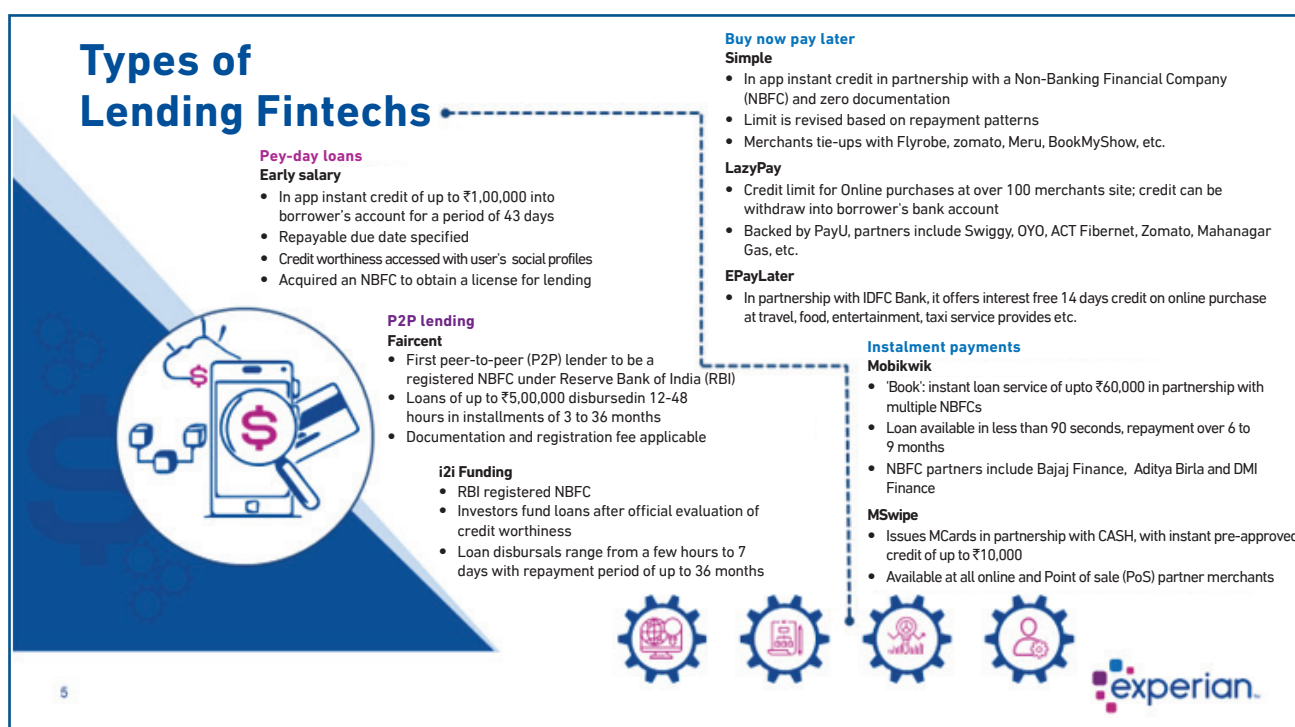 Types of
Lending Fintechs
Pey-day loans
Early salary
• In app instant credit of up to ₹1,00,000 into
borrower's account for a period of 43 days
• Repayable due date specified
• Credit worthiness accessed with user's social profiles
• Acquired an NBFC to obtain a license for lending
P2P lending
Faircent
• First peer-to-peer (P2P) lender to be a
registered NBFC under Reserve Bank of India (RBI)
• Loans of up to ₹5,00,000 disbursedin 12-48
hours in installments of 3 to 36 months
• Documentation and registration fee applicable
i2i Funding
• RBI registered NBFC
• Investors fund loans after official evaluation of
credit worthiness
• Loan disbursals range from a few hours to 7
days with repayment period of up to 36 months
Buy now pay later
Simple
• In app instant credit in partnership with a Non-Banking Financial Company
(NBFC) and zero documentation
• Limit is revised based on repayment patterns
• Merchants tie-ups with Flyrobe, zomato, Meru, BookMyShow, etc.
LazyPay
• Credit limit for Online purchases at over 100 merchants site; credit can be
withdraw into borrower's bank account
• Backed by PayU, partners include Swiggy, OYO, ACT Fibernet, Zomato, Mahanagar
Gas, etc.
EPayLater
• In partnership with IDFC Bank, it offers interest free 14 days credit on online purchase
at travel, food, entertainment, taxi service provides etc.
Instalment payments
Mobikwik
• 'Book': instant loan service of upto ₹60,000 in partnership with
multiple NBFCs
• Loan available in less than 90 seconds, repayment over 6 to
9 months
• NBFC partners include Bajaj Finance, Aditya Birla and DMI
Finance
MSwipe
• Issues MCards in partnership with CASH, with instant pre-approved
credit of up to ₹10,000
• Available at all online and Point of sale (PoS) partner merchants
5
experian